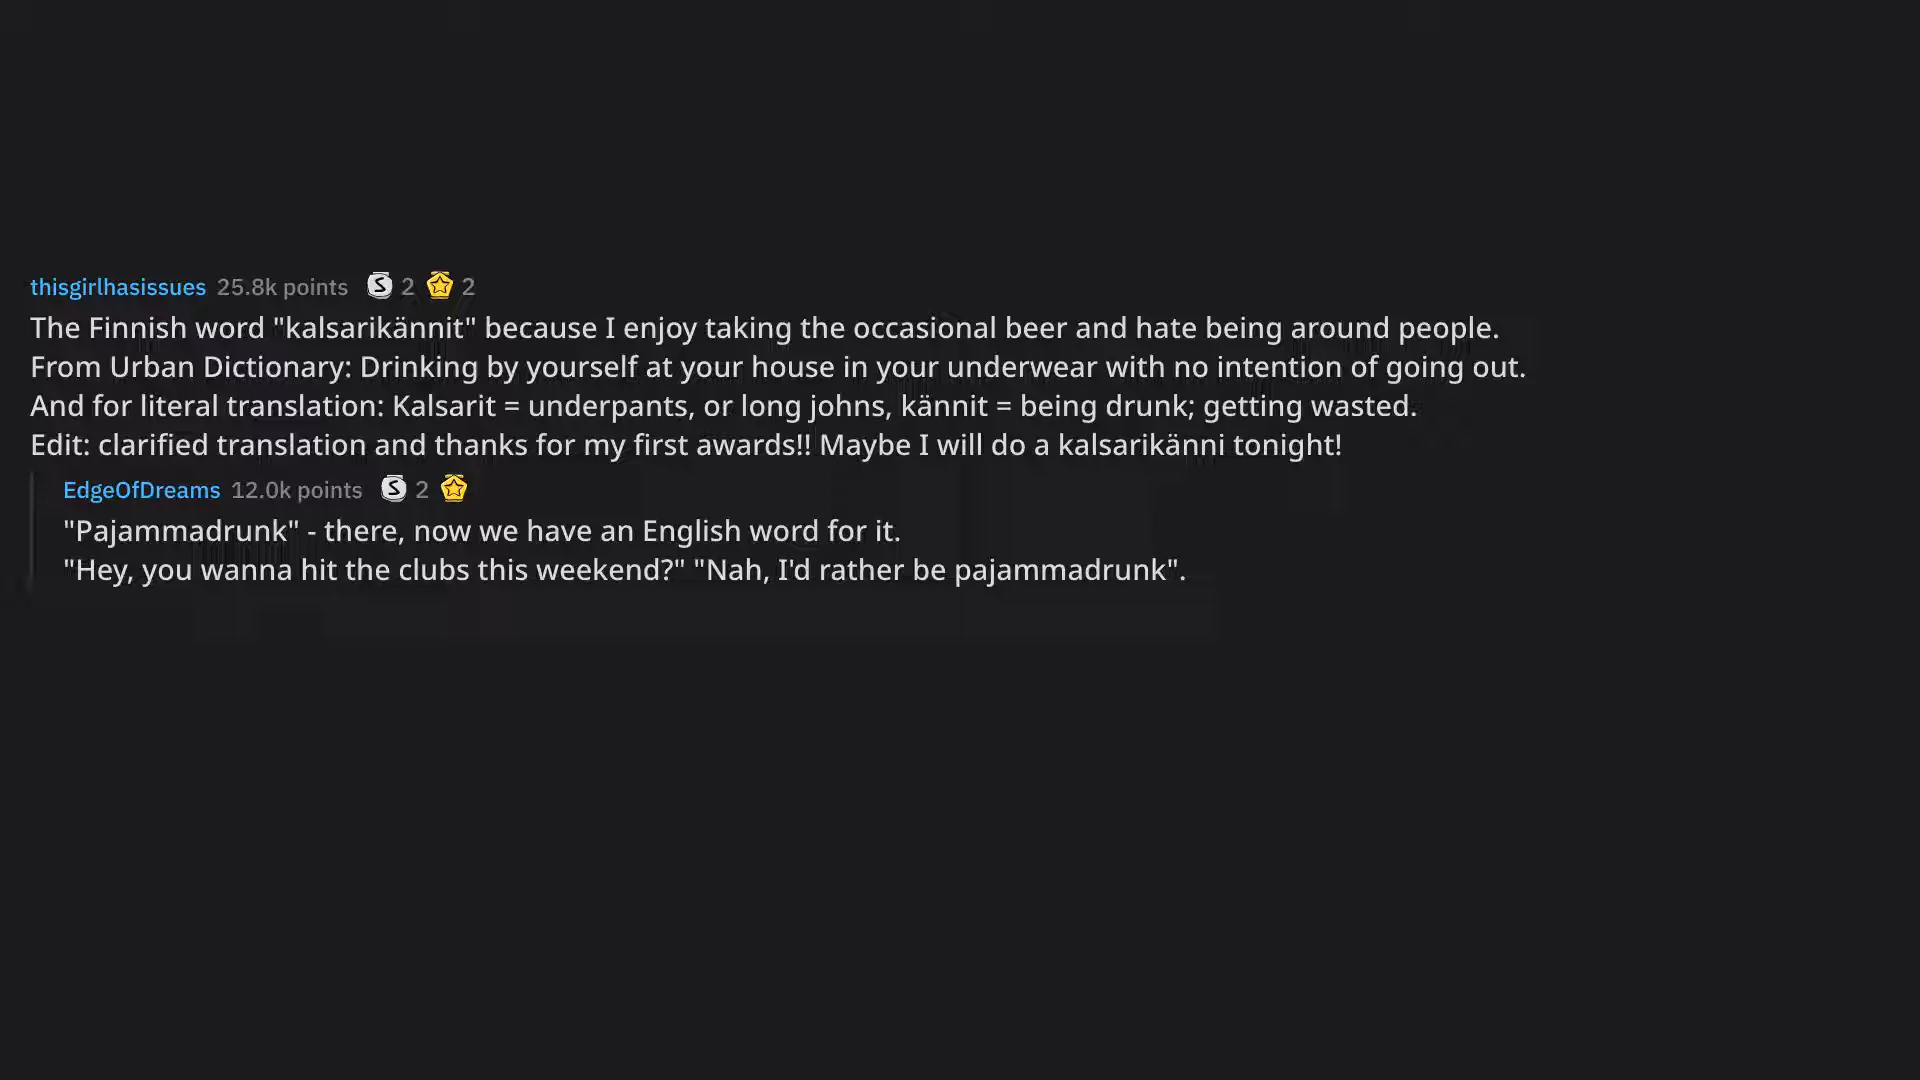 thisgirlhasissues 25.8k points S 2 2
The Finnish word "kalsarikännit" because I enjoy taking the occasional beer and hate being around people.
From Urban Dictionary: Drinking by yourself at your house in your underwear with no intention of going out.
And for literal translation: Kalsarit = underpants, or long johns, kännit = being drunk; getting wasted.
Edit: clarified translation and thanks for my first awards!! Maybe I will do a kalsarikänni tonight!
EdgeOfDreams 12.0k points S 2
"Pajammadrunk" - there, now we have an English word for it.
"Hey, you wanna hit the clubs this weekend?" "Nah, I'd rather be pajammadrunk".